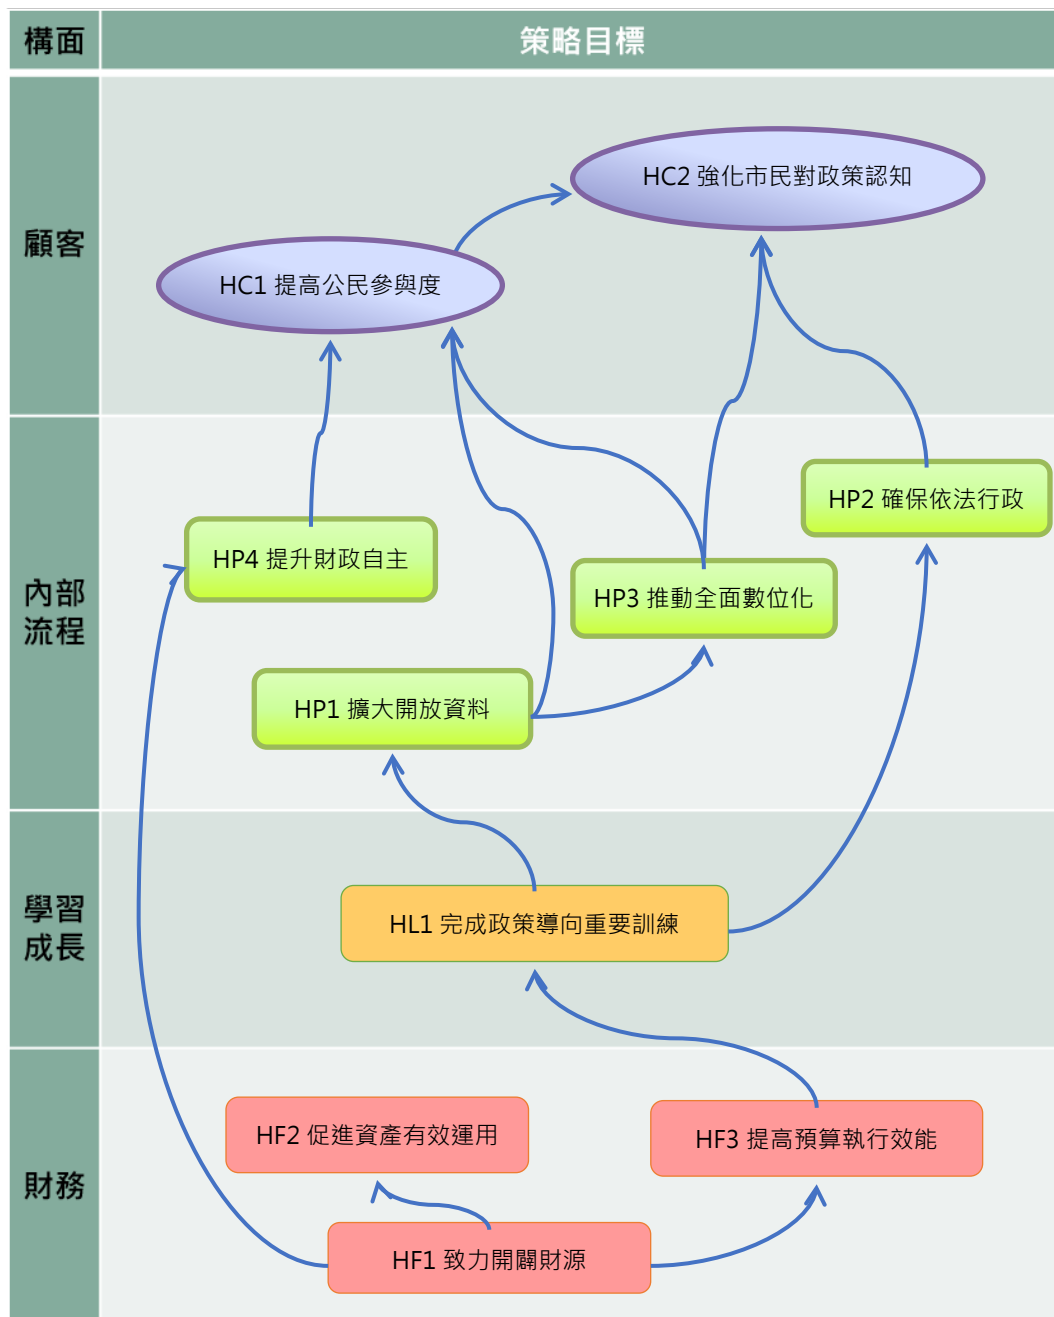 構面
策略目標
顧客
HC2 強化市民對政策認知
HC1 提高公民參與度
內部
流程
HP2 確保依法行政
HP4 提升財政自主
HP3 推動全面數位化
HP1 擴大開放資料
學習
成長
HL1 完成政策導向重要訓練
財務
HF2 促進資產有效運用
HF3 提高預算執行效能
HF1 致力開闢財源